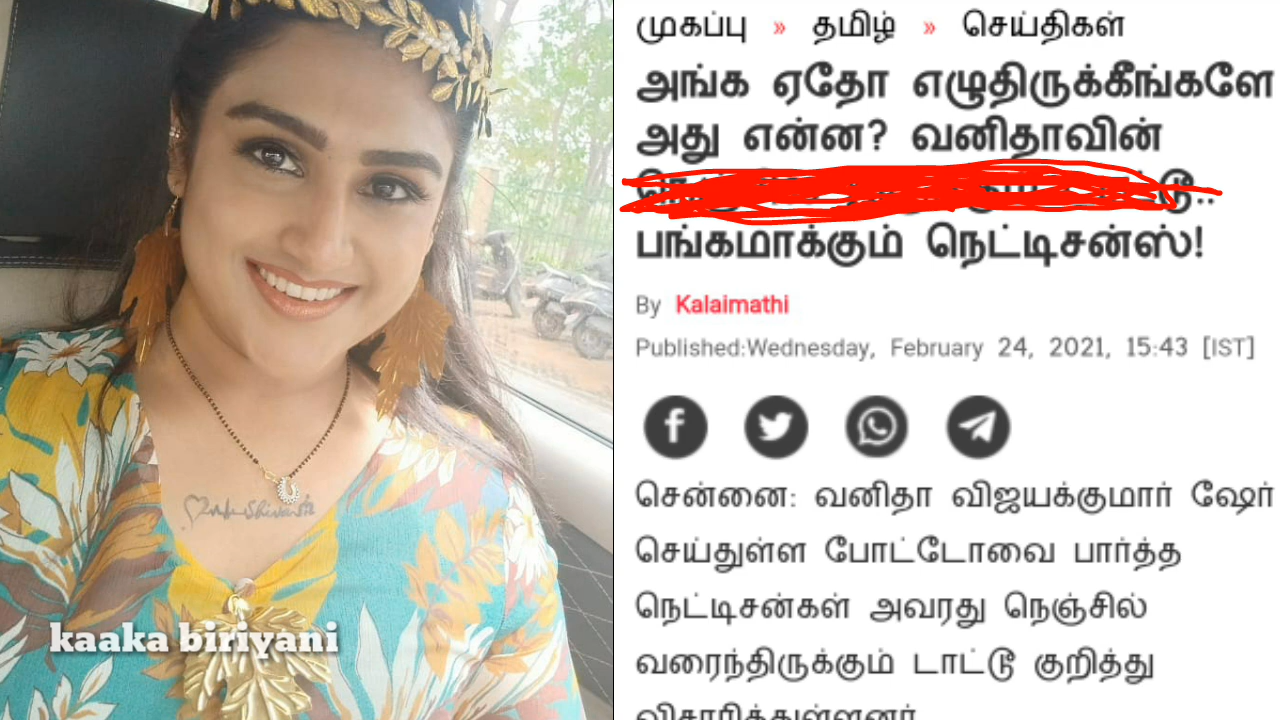 kaaka biriyani
முகப்பு » தமிழ் » செய்திகள்
அங்க ஏதோ எழுதிருக்கீங்களே
அது என்ன? வனிதாவின்
பங்கமாக்கும் நெட்டிசன்ஸ்!
By Kalaimathi
Published:Wednesday, February 24, 2021, 15:43 [IST]
சென்னை: வனிதா விஜயக்குமார் ஷேர்
செய்துள்ள போட்டோவை பார்த்த
நெட்டிசன்கள் அவரது நெஞ்சில்
வரைந்திருக்கும் டாட்டூ குறித்து